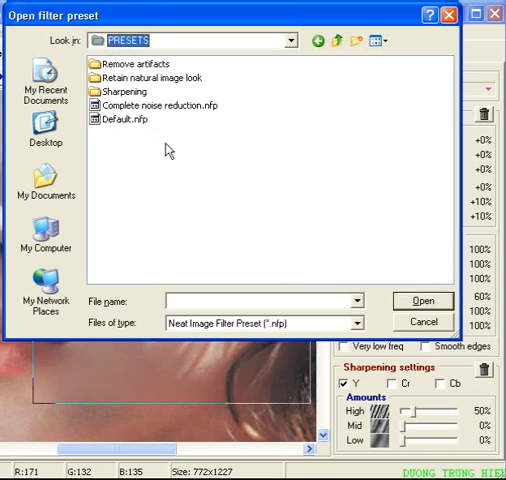 Open filter preset
Look in: PRESETS
Remove artifacts
Retain natural image look
Sharpening
Complete noise reduction.nfp
Default.nfp
My Recent
Documents
Desktop
My Documents
My Computer
My Network
Places
File name:
Open
Files of type: Neat Image Filter Preset (*.nfp)
Cancel
+0%
+0%
+0%
+0%
+10%
+10%
100%
100%
100%
60%
100%
100%
Very low freq
Smooth edges
Sharpening settings
Y Cr Cb
Amounts
High 50%
Mid 0%
Low 0%
R:171 G:132 B:135 Size: 772x1227
DUONG TRUNG HIE